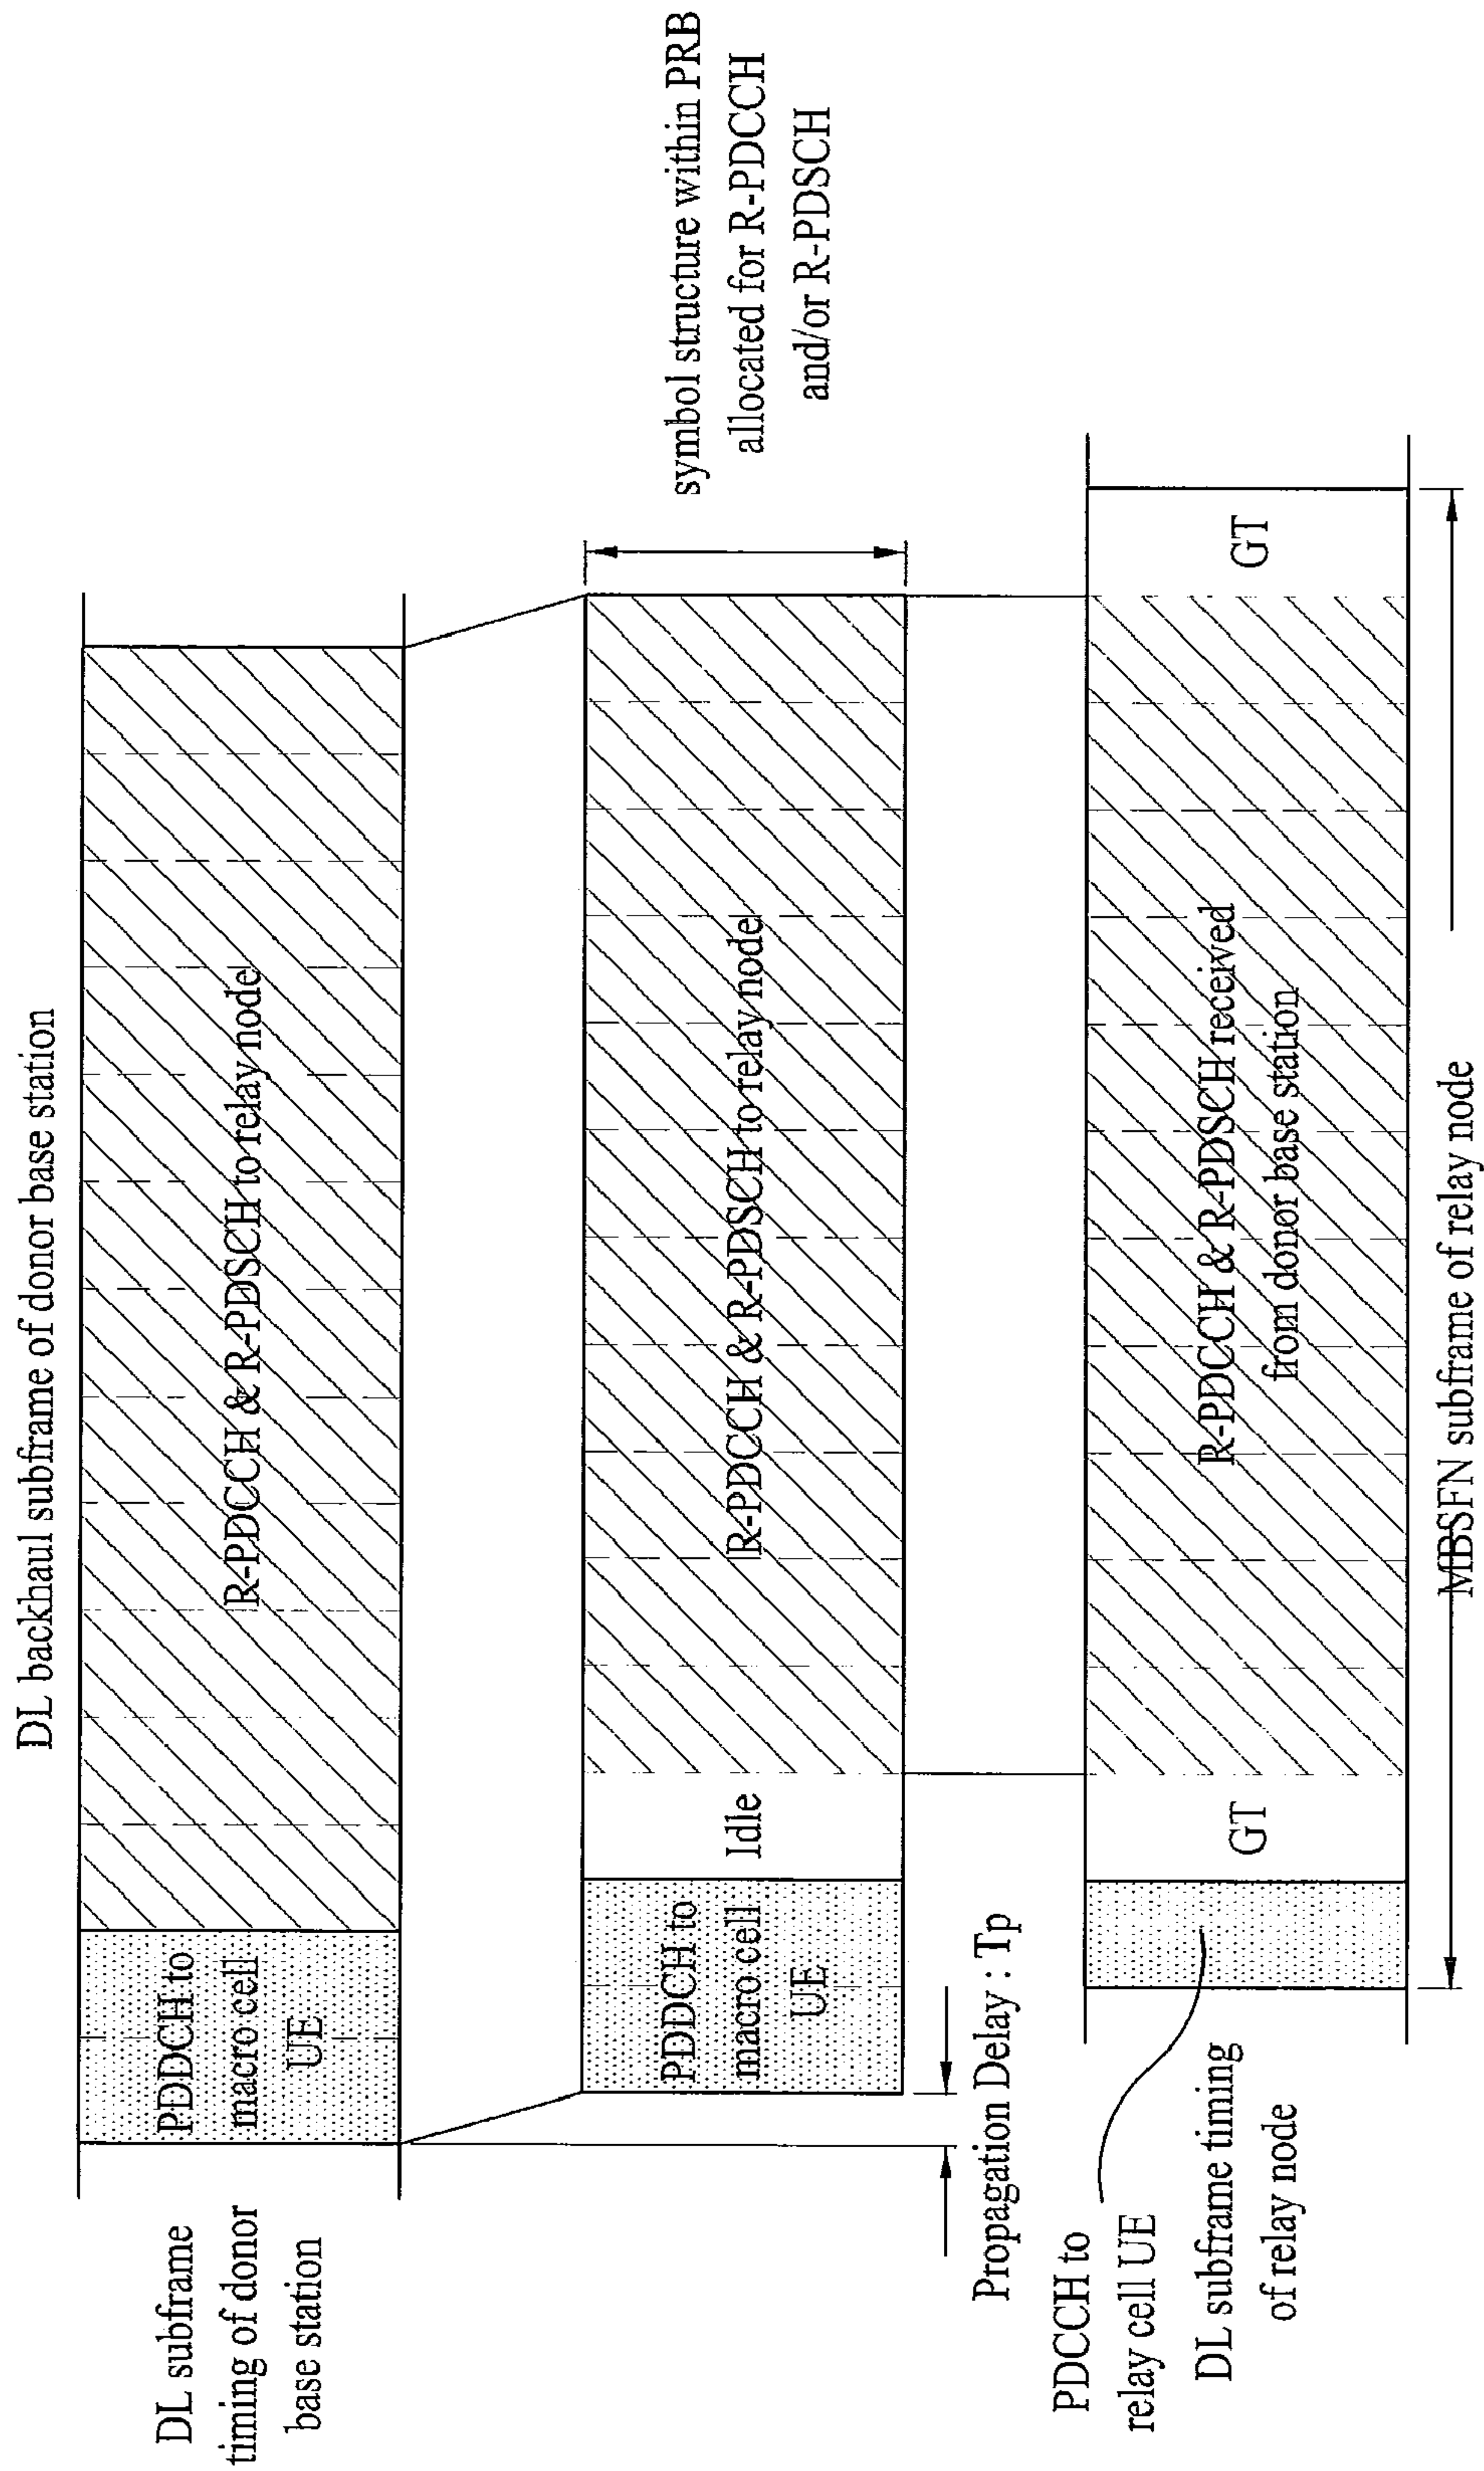 DL backhaul subframe of donor base station
DL subframe
timing of donor
base station
PDDCH to
macro cell
UE
R-PDCCH & R-PDSCH to relay node
PDDCH to
macro cell
UE
Idle
R-PDCCH & R-PDSCH to relay node
symbol structure within PRB
allocated for R-PDCCH
and/or R-PDSCH
Propagation Delay : Tp
PDCCH to
relay cell UE
DL subframe timing
of relay node
GT
R-PDCCH & R-PDSCH received
from donor base station
GT
MBSFN subframe of relay node